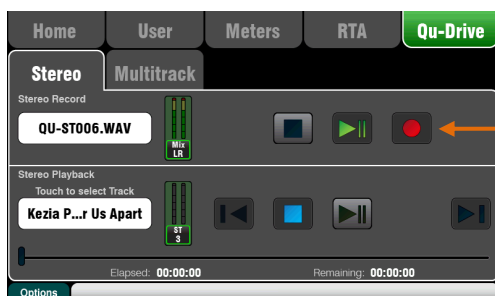 Home User Meters RTA Qu-Drive
Stereo Multitrack
Stereo Record
QU-ST006.WAV
Mix
LR
Stereo Playback
Touch to select Track
Kezia P...r Us Apart
ST
3
Elapsed: 00:00:00 Remaining: 00:00:00
Options